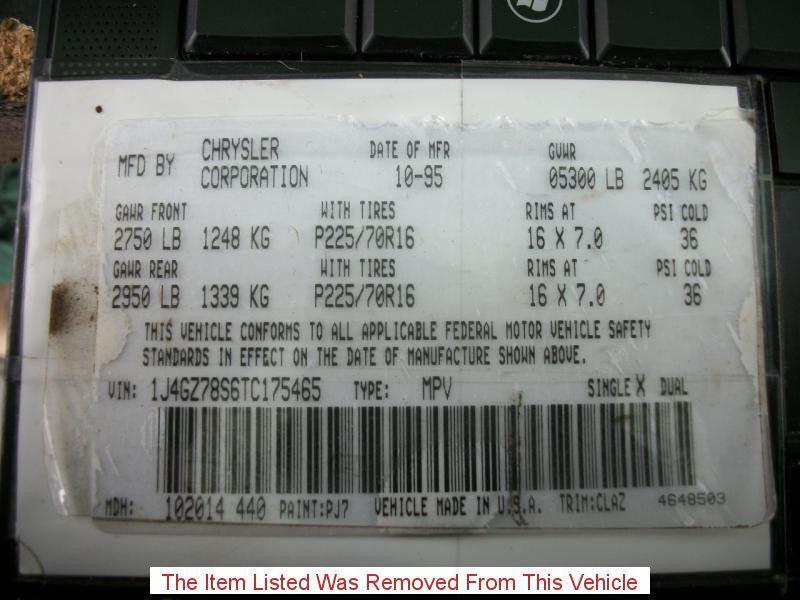 MFD BY CHRYSLER CORPORATION DATE OF MFR 10-95 GVWR 05300 LB 2405 KG
GAWR FRONT WITH TIRES RIMS AT PSI COLD
2750 LB 1248 KG P225/70R16 16 X 7.0 36
GAWR REAR WITH TIRES RIMS AT PSI COLD
2950 LB 1339 KG P225/70R16 16 X 7.0 36
THIS VEHICLE CONFORMS TO ALL APPLICABLE FEDERAL MOTOR VEHICLE SAFETY
STANDARDS IN EFFECT ON THE DATE OF MANUFACTURE SHOWN ABOVE.
VIN: 1J4GZ78S6TC175465 TYPE: MPV SINGLE X DUAL
MDH: 102014 440 PAINT:PJ7 VEHICLE MADE IN U.S.A. TRIM:CLAZ 4648503
The Item Listed Was Removed From This Vehicle